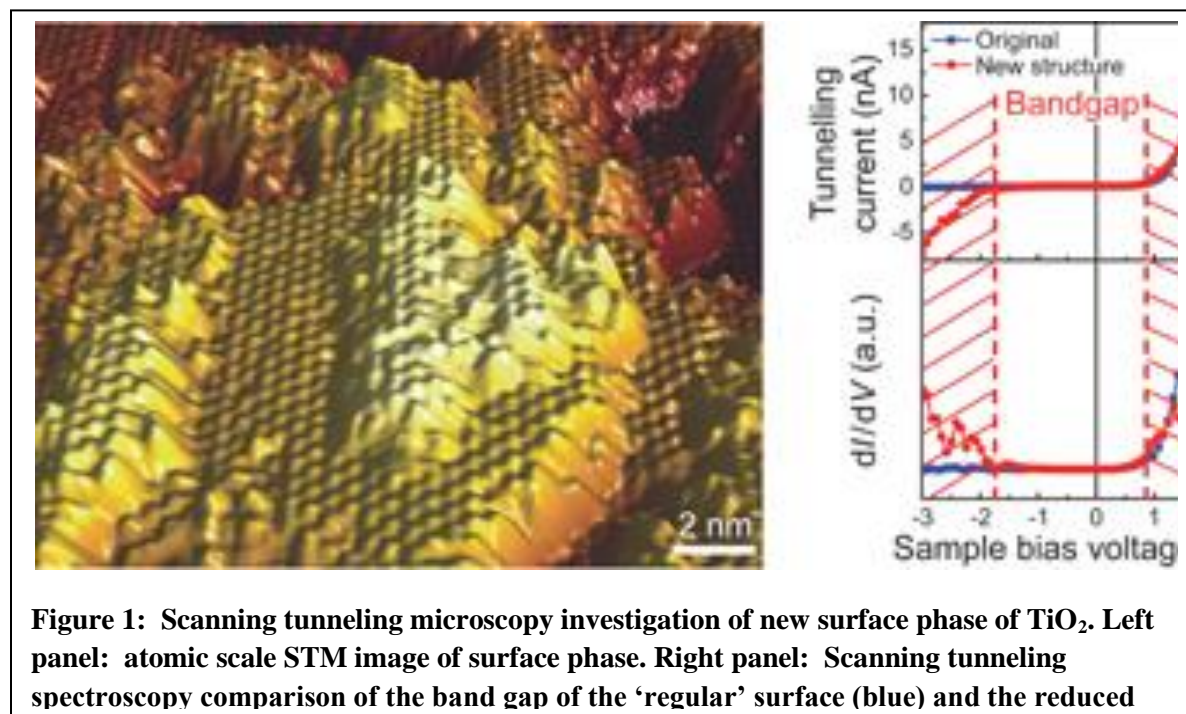 Original
New structure
Bandgap
Tunnelling
current (nA)
15
10
5
0
-5
dI/dV (a.u.)
-3 -2 -1 0 1
Sample bias voltage
2 nm
Figure 1: Scanning tunneling microscopy investigation of new surface phase of TiO₂. Left
panel: atomic scale STM image of surface phase. Right panel: Scanning tunneling
spectroscopy comparison of the band gap of the ‘regular’ surface (blue) and the reduced